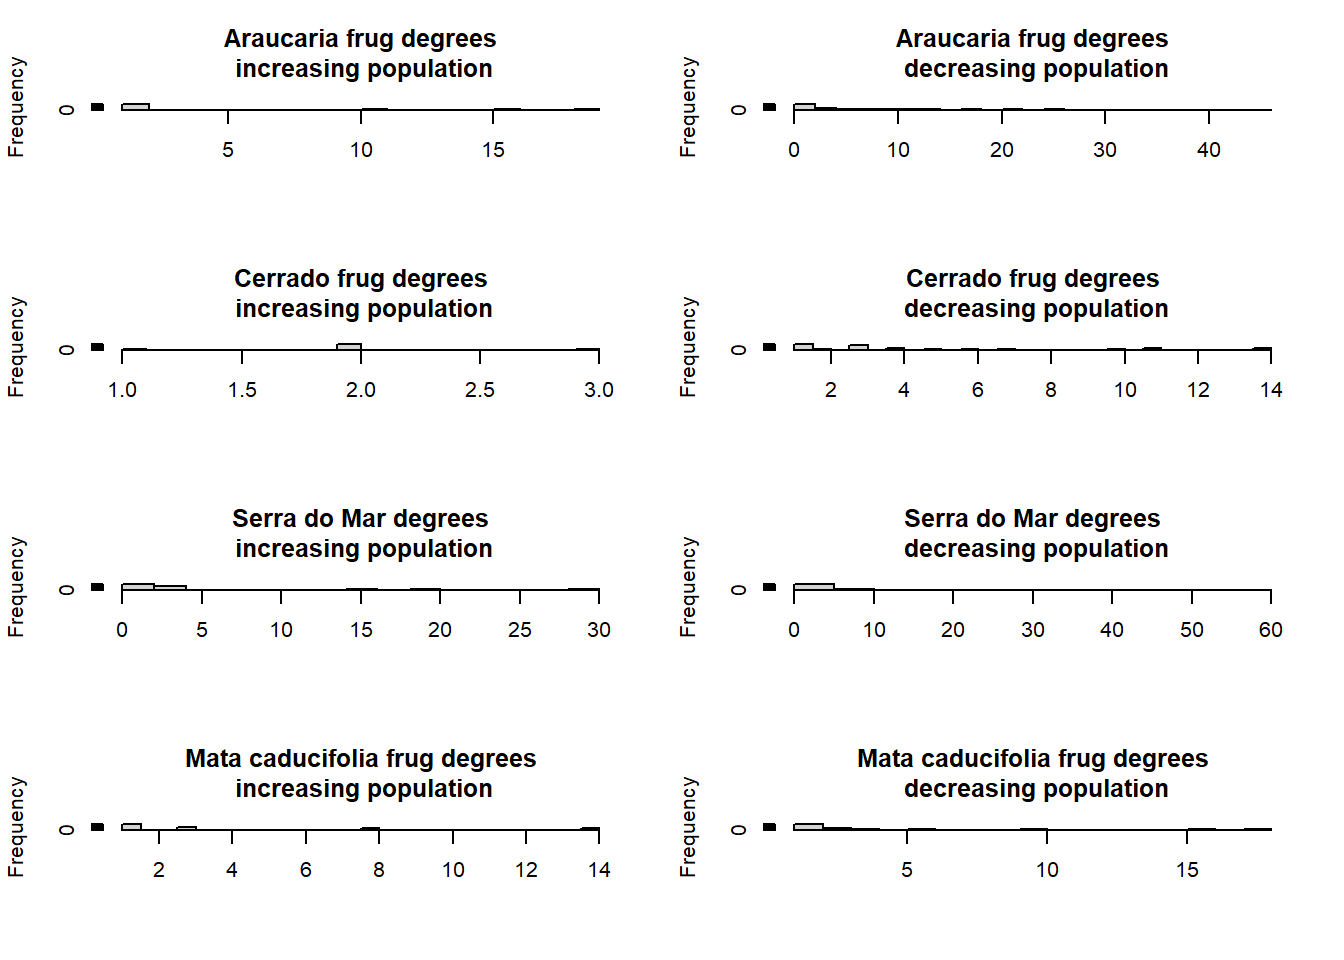 Araucaria frug degrees
increasing population
Frequency
0
5 10 15
Araucaria frug degrees
decreasing population
Frequency
0
0 10 20 30 40
Cerrado frug degrees
increasing population
Frequency
0
1.0 1.5 2.0 2.5 3.0
Cerrado frug degrees
decreasing population
Frequency
0
2 4 6 8 10 12 14
Serra do Mar degrees
increasing population
Frequency
0
0 5 10 15 20 25 30
Serra do Mar degrees
decreasing population
Frequency
0
0 10 20 30 40 50 60
Mata caducifolia frug degrees
increasing population
Frequency
0
2 4 6 8 10 12 14
Mata caducifolia frug degrees
decreasing population
Frequency
0
5 10 15